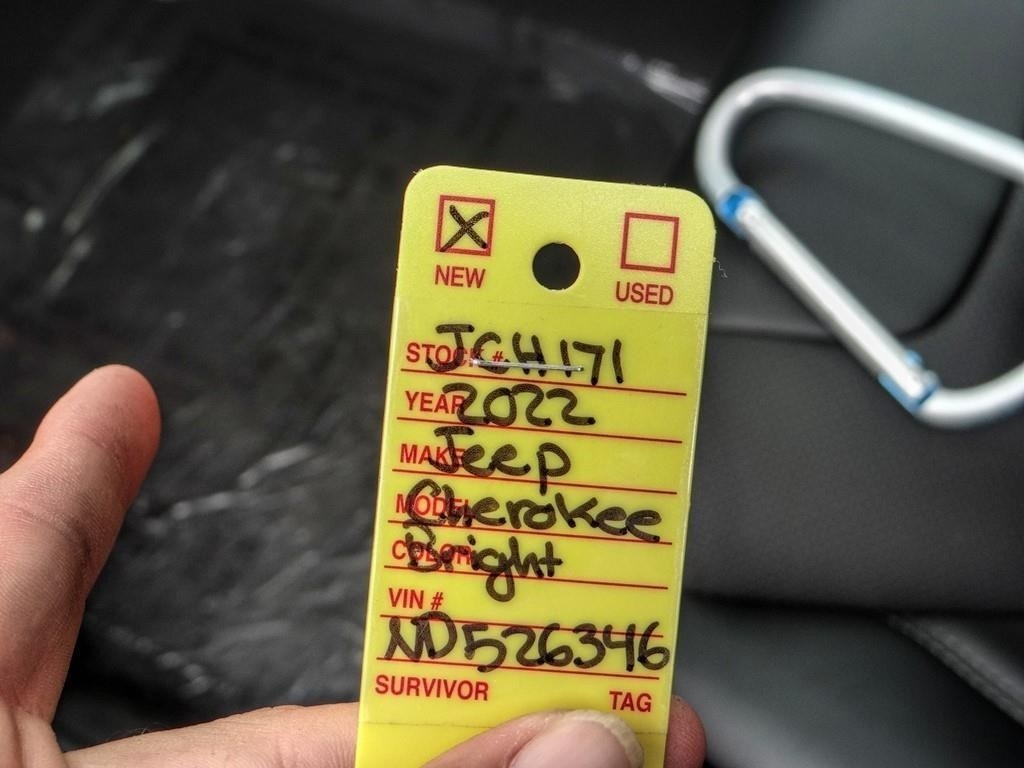 X
NEW USED
STOCK # JCH171
YEAR 2022
MAKE Jeep
MODEL Cherokee
COLOR Bright
VIN #
ND526346
SURVIVOR TAG